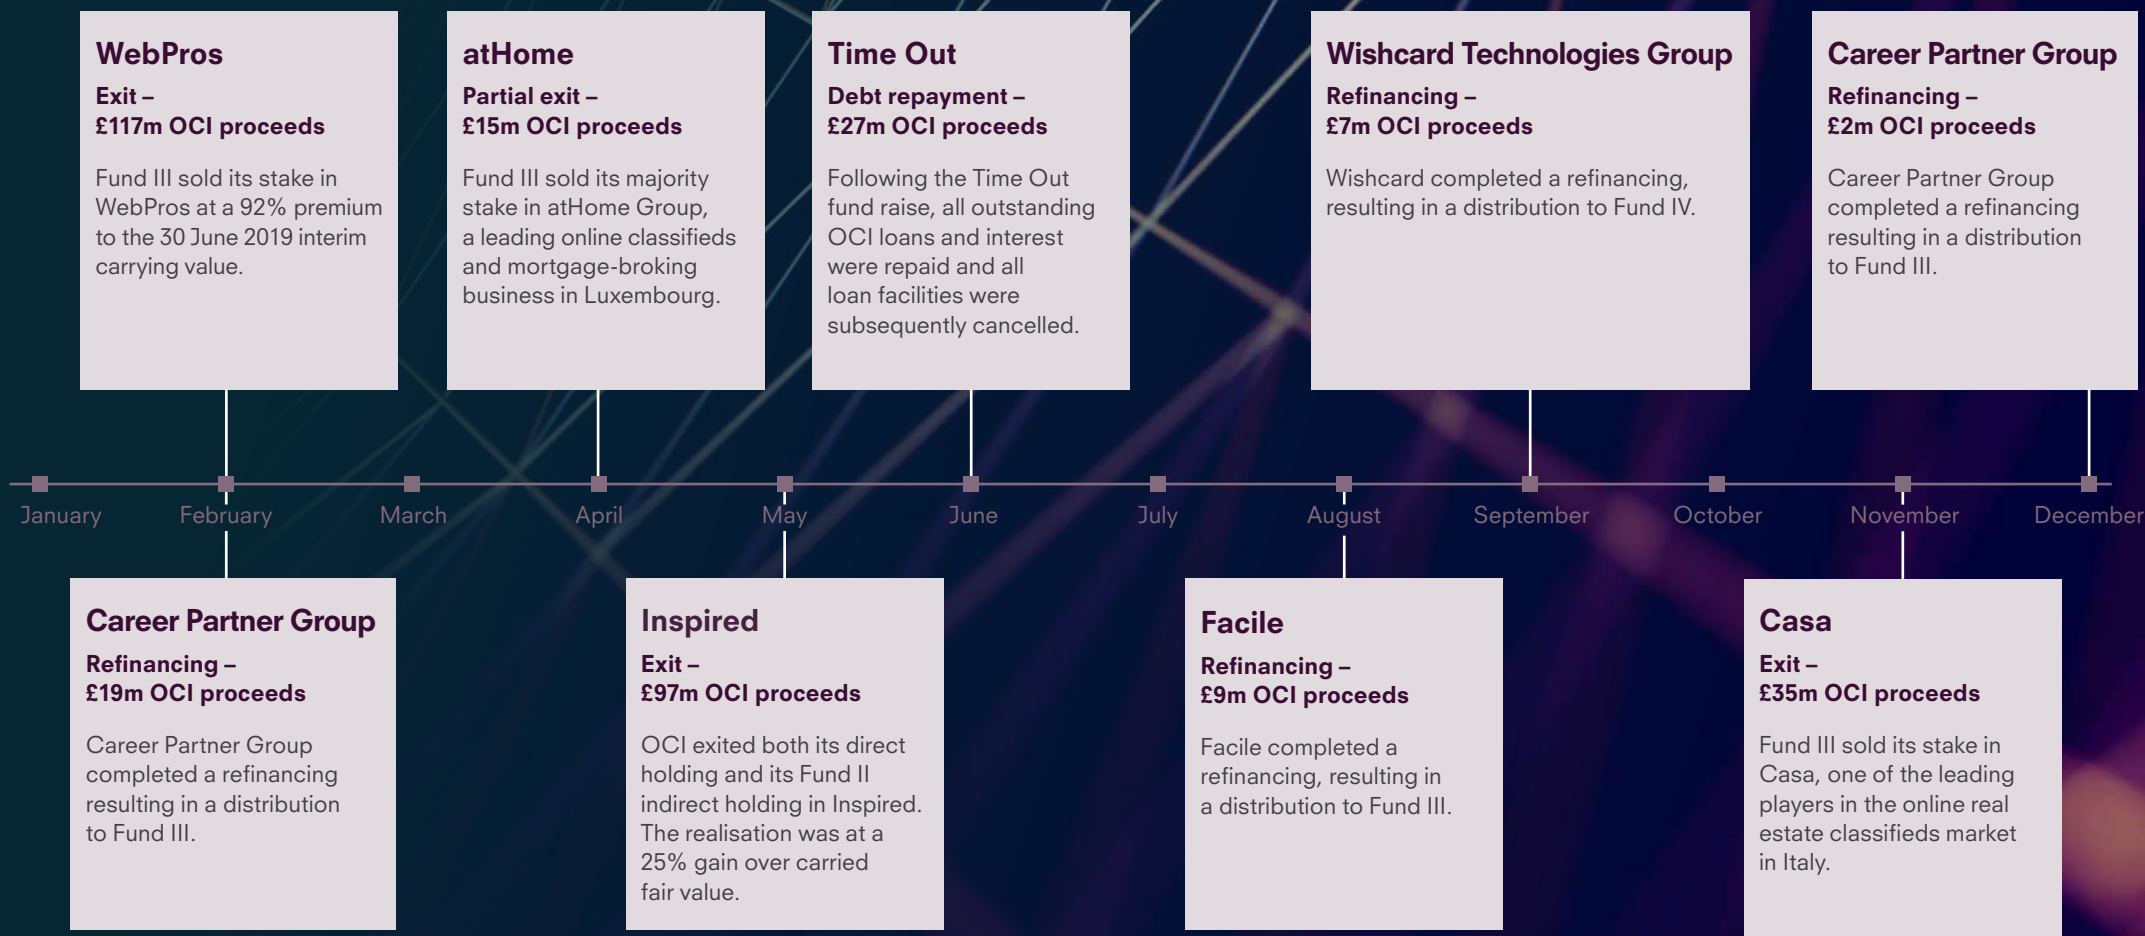 WebPros
Exit –
£117m OCI proceeds
Fund III sold its stake in
WebPros at a 92% premium
to the 30 June 2019 interim
carrying value.
atHome
Partial exit –
£15m OCI proceeds
Fund III sold its majority
stake in atHome Group,
a leading online classifieds
and mortgage-broking
business in Luxembourg.
Time Out
Debt repayment –
£27m OCI proceeds
Following the Time Out
fund raise, all outstanding
OCI loans and interest
were repaid and all
loan facilities were
subsequently cancelled.
Wishcard Technologies Group
Refinancing –
£7m OCI proceeds
Wishcard completed a refinancing,
resulting in a distribution to Fund IV.
Career Partner Group
Refinancing –
£2m OCI proceeds
Career Partner Group
completed a refinancing
resulting in a distribution
to Fund III.
January
February
March
April
May
June
July
August
September
October
November
December
Career Partner Group
Refinancing –
£19m OCI proceeds
Career Partner Group
completed a refinancing
resulting in a distribution
to Fund III.
Inspired
Exit –
£97m OCI proceeds
OCI exited both its direct
holding and its Fund II
indirect holding in Inspired.
The realisation was at a
25% gain over carried
fair value.
Facile
Refinancing –
£9m OCI proceeds
Facile completed a
refinancing, resulting in
a distribution to Fund III.
Casa
Exit –
£35m OCI proceeds
Fund III sold its stake in
Casa, one of the leading
players in the online real
estate classifieds market
in Italy.